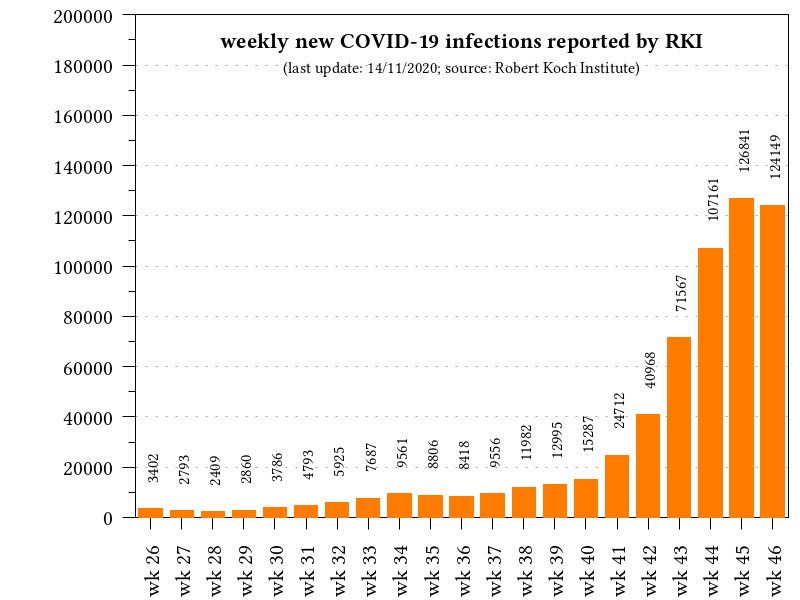 weekly new COVID-19 infections reported by RKI
(last update: 14/11/2020; source: Robert Koch Institute)
200000
180000
160000
140000
120000
100000
80000
60000
40000
20000
0
3402
2793
2409
2860
3786
4793
5925
7687
9561
8806
8418
9556
11982
12995
15287
24712
40968
71567
107161
126841
124149
wk 26
wk 27
wk 28
wk 29
wk 30
wk 31
wk 32
wk 33
wk 34
wk 35
wk 36
wk 37
wk 38
wk 39
wk 40
wk 41
wk 42
wk 43
wk 44
wk 45
wk 46